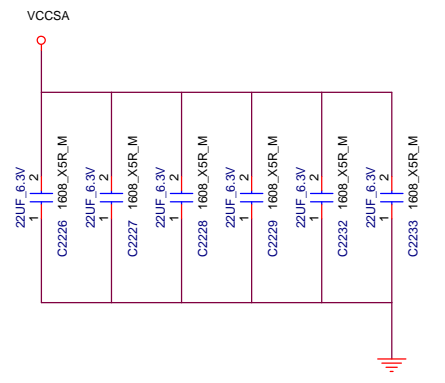 VCCSA
22UF_6.3V
1
2
1608_X5R_M
C2226
22UF_6.3V
1
2
1608_X5R_M
C2227
22UF_6.3V
1
2
1608_X5R_M
C2228
22UF_6.3V
1
2
1608_X5R_M
C2229
22UF_6.3V
1
2
1608_X5R_M
C2232
22UF_6.3V
1
2
1608_X5R_M
C2233